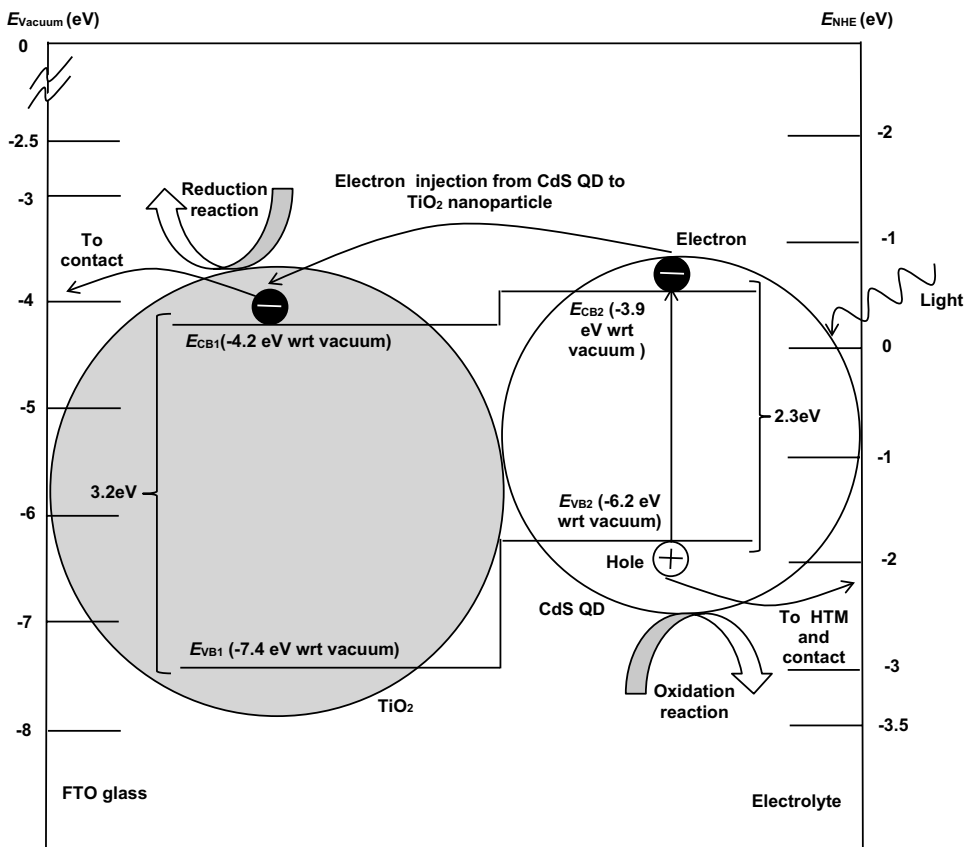 EVacuum (eV)
ENHE (eV)
0
-2.5
-3
-4
-5
-6
-7
-8
-2
-1
0
-1
-2
-3
-3.5
Reduction
reaction
Electron injection from CdS QD to
TiO2 nanoparticle
To
contact
Electron
Light
ECB1(-4.2 eV wrt vacuum)
ECB2 (-3.9
eV wrt
vacuum )
3.2eV
2.3eV
EVB2 (-6.2 eV
wrt vacuum)
Hole
CdS QD
To HTM
and
contact
EVB1 (-7.4 eV wrt vacuum)
TiO2
Oxidation
reaction
FTO glass
Electrolyte